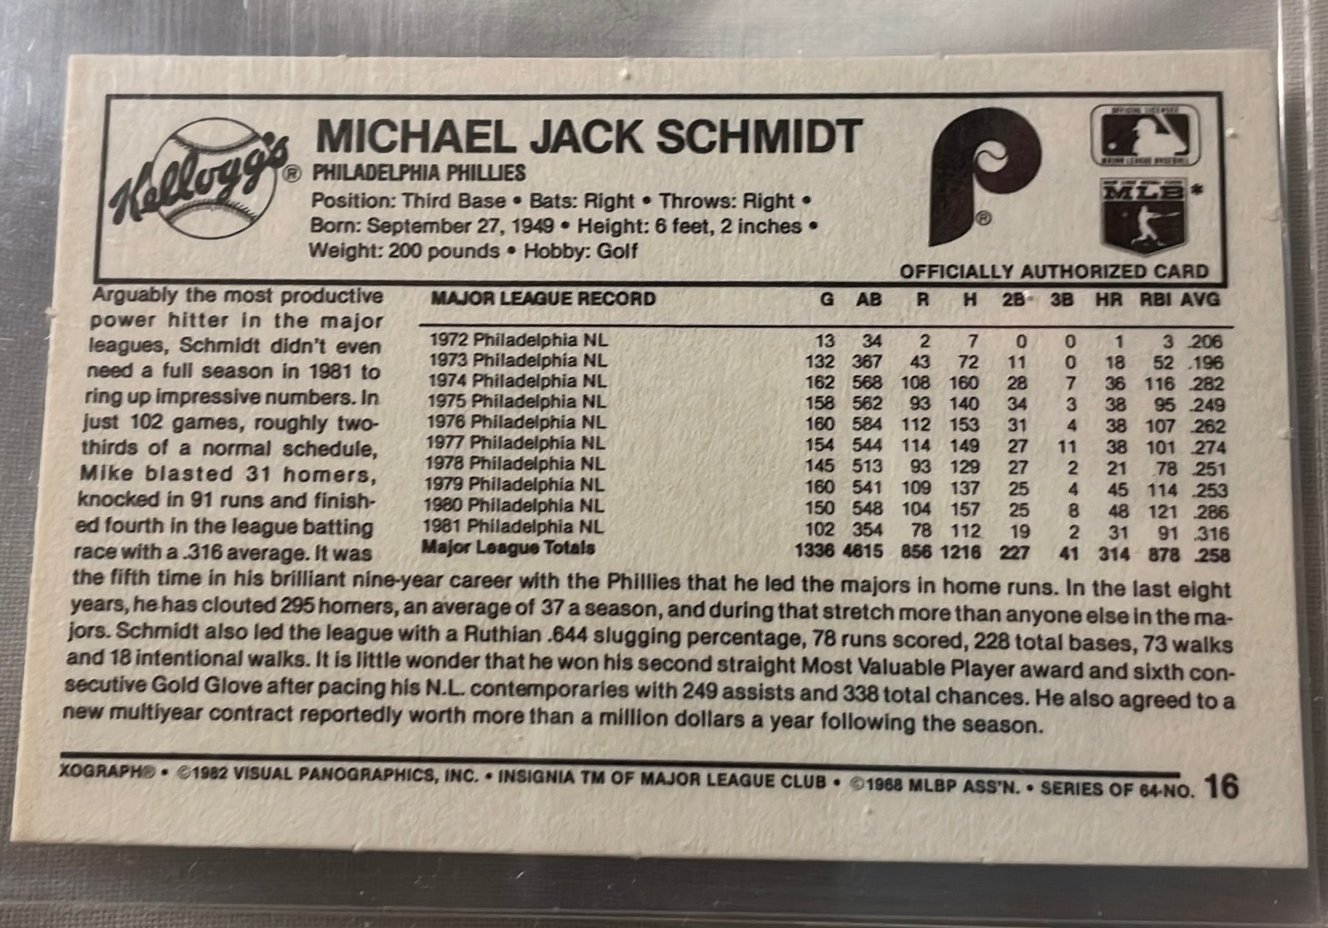 Kellogg's®
MICHAEL JACK SCHMIDT
PHILADELPHIA PHILLIES
Position: Third Base • Bats: Right • Throws: Right •
Born: September 27, 1949 • Height: 6 feet, 2 inches •
Weight: 200 pounds • Hobby: Golf
P®
OFFICIALLY LICENSED
MAJOR LEAGUE BASEBALL
MLB*
OFFICIALLY AUTHORIZED CARD
Arguably the most productive
power hitter in the major
leagues, Schmidt didn't even
need a full season in 1981 to
ring up impressive numbers. In
just 102 games, roughly two-
thirds of a normal schedule,
Mike blasted 31 homers,
knocked in 91 runs and finish-
ed fourth in the league batting
race with a .316 average. It was
MAJOR LEAGUE RECORD G AB R H 2B 3B HR RBI AVG
1972 Philadelphia NL 13 34 2 7 0 0 1 3 .206
1973 Philadelphia NL 132 367 43 72 11 0 18 52 .196
1974 Philadelphia NL 162 568 108 160 28 7 36 116 .282
1975 Philadelphia NL 158 562 93 140 34 3 38 95 .249
1976 Philadelphia NL 160 584 112 153 31 4 38 107 .262
1977 Philadelphia NL 154 544 114 149 27 11 38 101 .274
1978 Philadelphia NL 145 513 93 129 27 2 21 78 .251
1979 Philadelphia NL 160 541 109 137 25 4 45 114 .253
1980 Philadelphia NL 150 548 104 157 25 8 48 121 .286
1981 Philadelphia NL 102 354 78 112 19 2 31 91 .316
Major League Totals 1336 4615 856 1216 227 41 314 878 .258
the fifth time in his brilliant nine-year career with the Phillies that he led the majors in home runs. In the last eight
years, he has clouted 295 homers, an average of 37 a season, and during that stretch more than anyone else in the ma-
jors. Schmidt also led the league with a Ruthian .644 slugging percentage, 78 runs scored, 228 total bases, 73 walks
and 18 intentional walks. It is little wonder that he won his second straight Most Valuable Player award and sixth con-
secutive Gold Glove after pacing his N.L. contemporaries with 249 assists and 338 total chances. He also agreed to a
new multiyear contract reportedly worth more than a million dollars a year following the season.
XOGRAPH® • ©1982 VISUAL PANOGRAPHICS, INC. • INSIGNIA TM OF MAJOR LEAGUE CLUB • ©1968 MLBP ASS'N. • SERIES OF 64-NO. 16